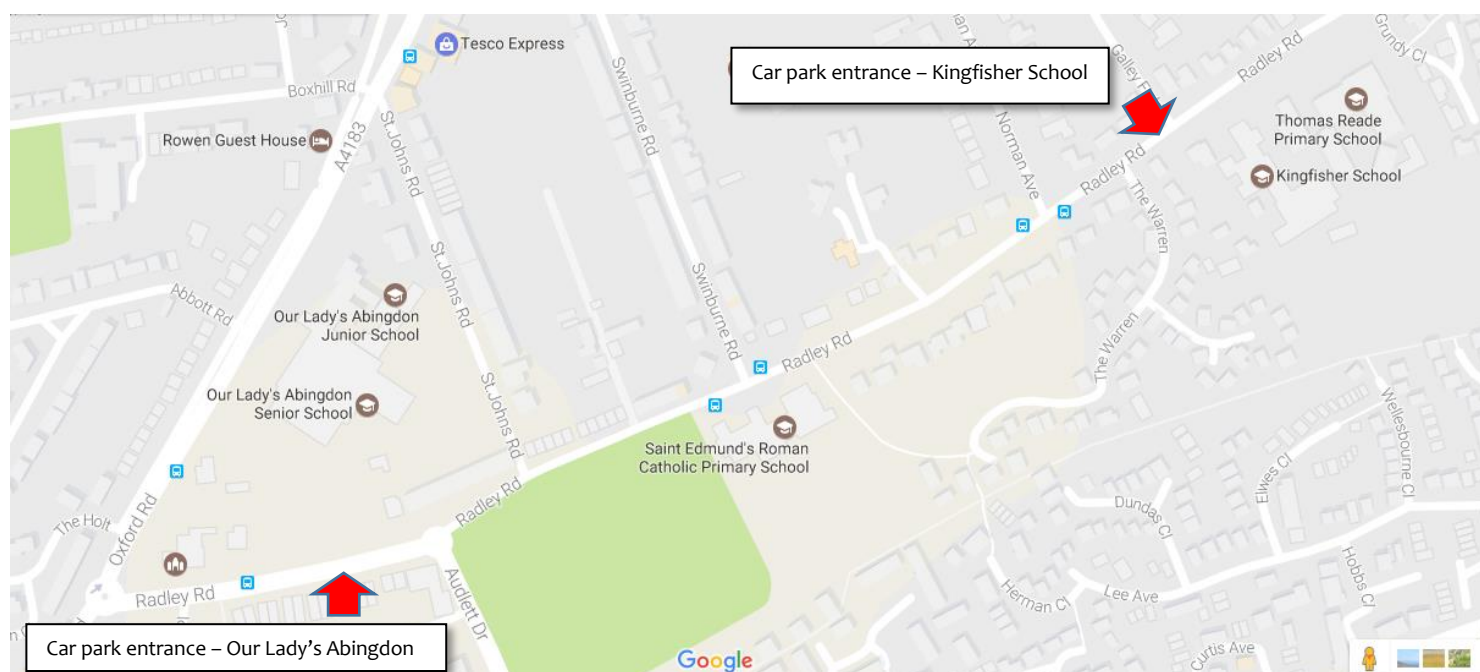 Tesco Express
Boxhill Rd
Rowen Guest House
A4183
St.Johns Rd
Swinburne Rd
Car park entrance – Kingfisher School
Norman Ave
Radley Rd
Grundy Cl
Thomas Reade
Primary School
Kingfisher School
Radley Rd
The Warren
Abbott Rd
Our Lady's Abingdon
Junior School
St.Johns Rd
Swinburne Rd
Radley Rd
The Warren
Our Lady's Abingdon
Senior School
St.Johns Rd
Saint Edmund's Roman
Catholic Primary School
Wellesbourne Cl
Elwes Cl
Dundas Cl
The Holt
Oxford Rd
Radley Rd
Radley Rd
Audlett Dr
Herman Cl
Lee Ave
Hobbs Cl
Curtis Ave
Car park entrance – Our Lady’s Abingdon
Google